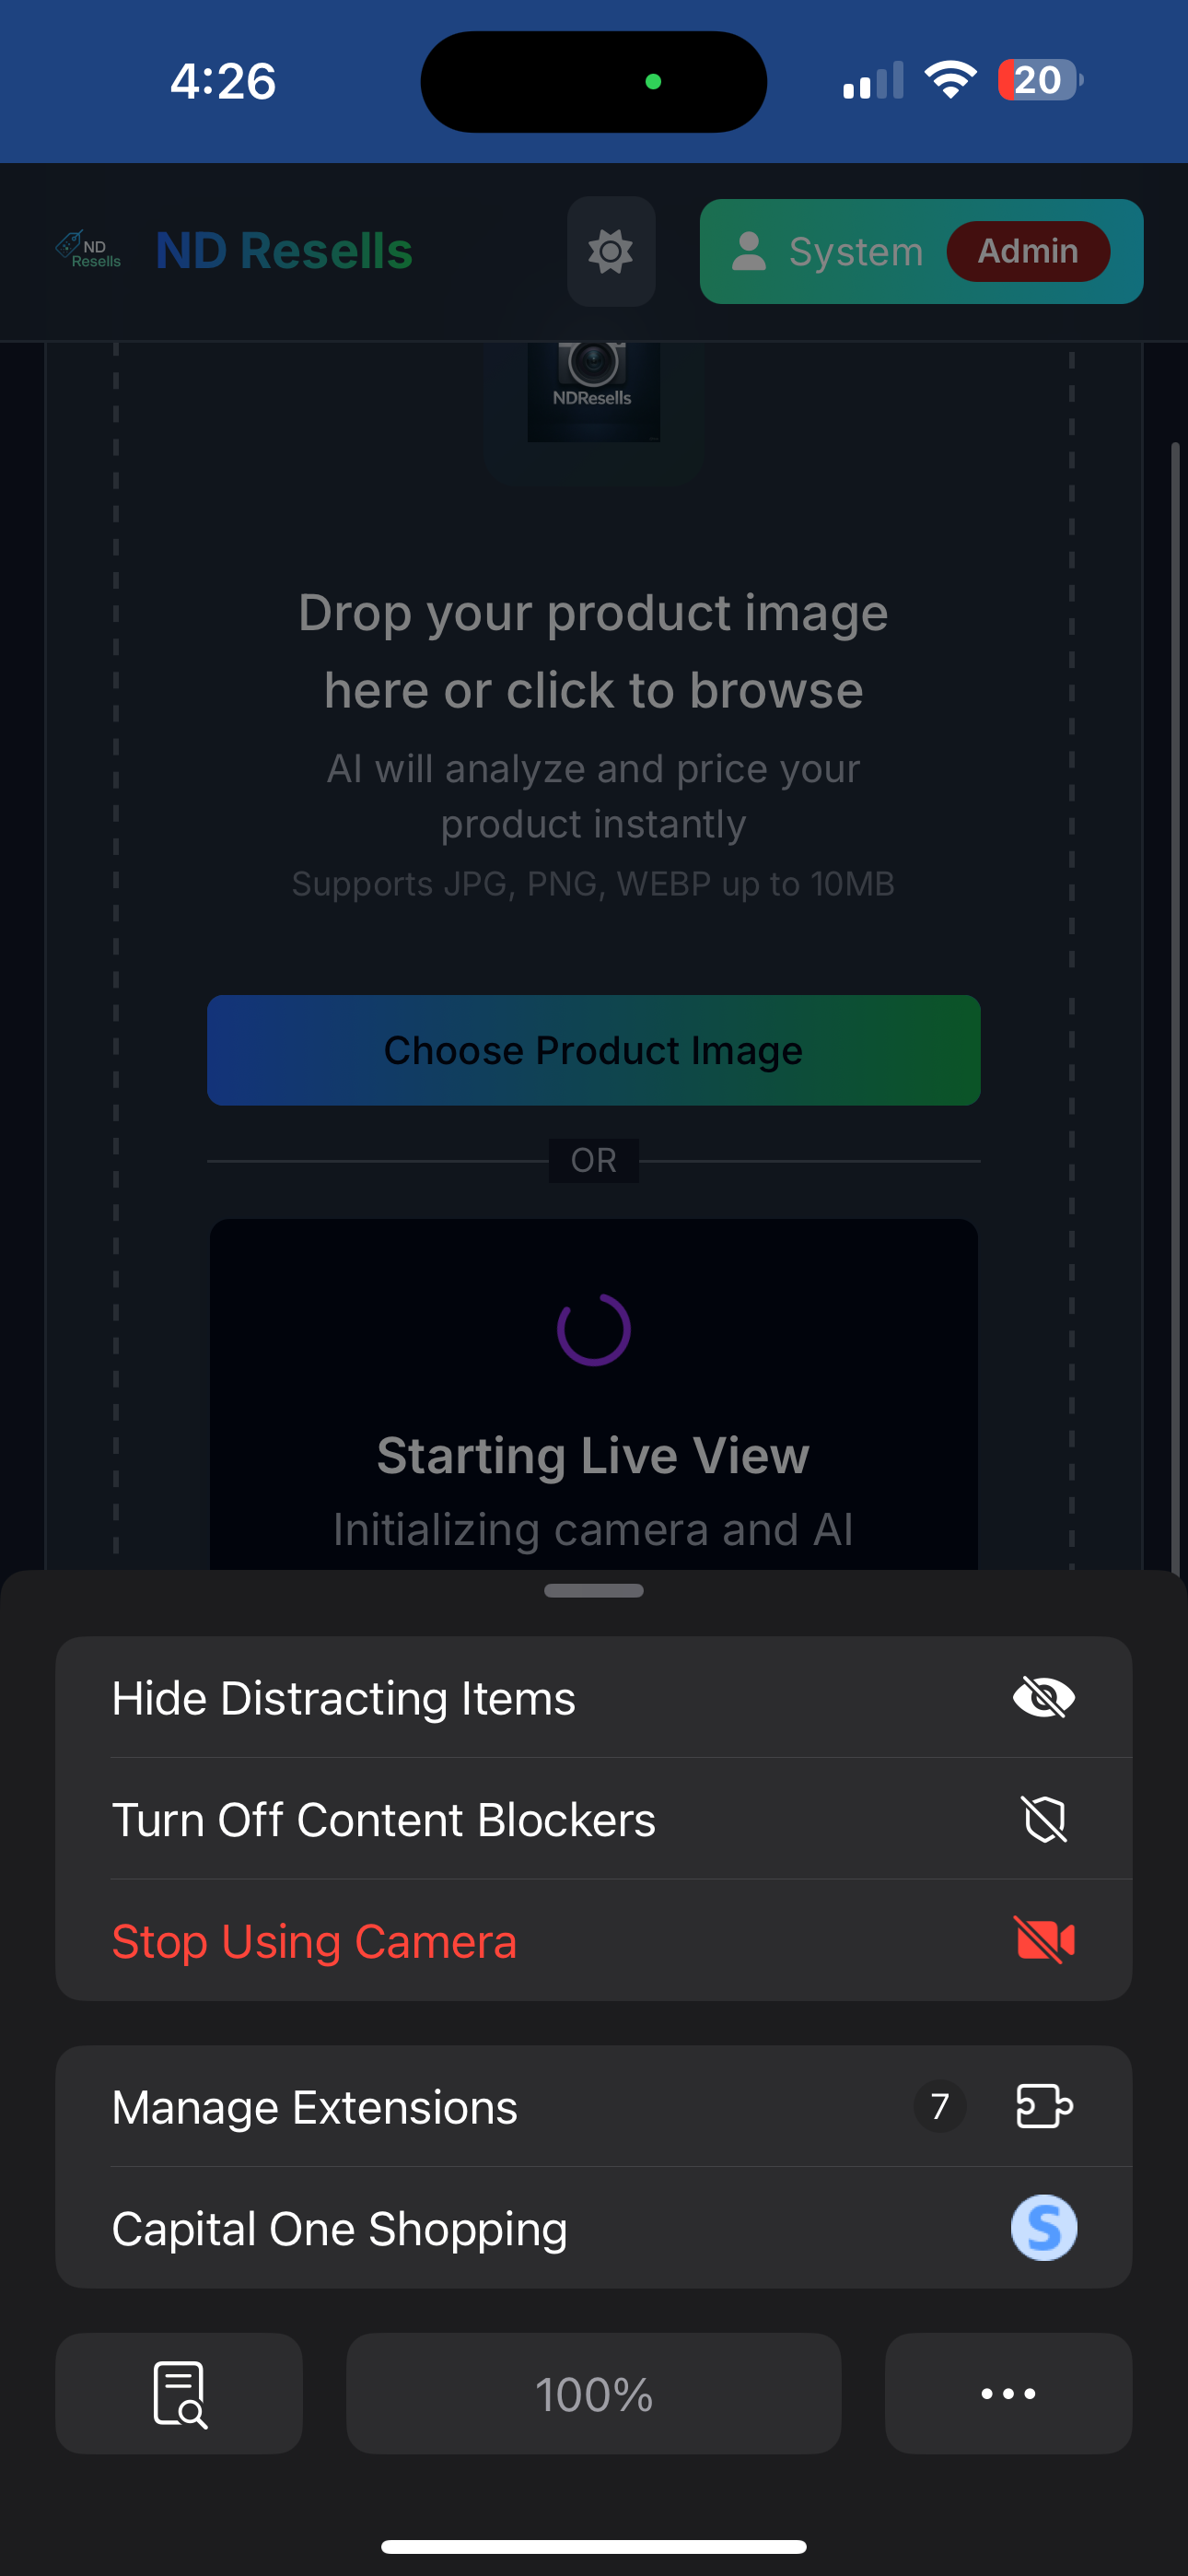 4:26
20
ND
Resells
ND Resells
System
Admin
NDResells
Drop your product image
here or click to browse
AI will analyze and price your
product instantly
Supports JPG, PNG, WEBP up to 10MB
Choose Product Image
OR
Starting Live View
Initializing camera and AI
Hide Distracting Items
Turn Off Content Blockers
Stop Using Camera
Manage Extensions
7
Capital One Shopping
S
100%